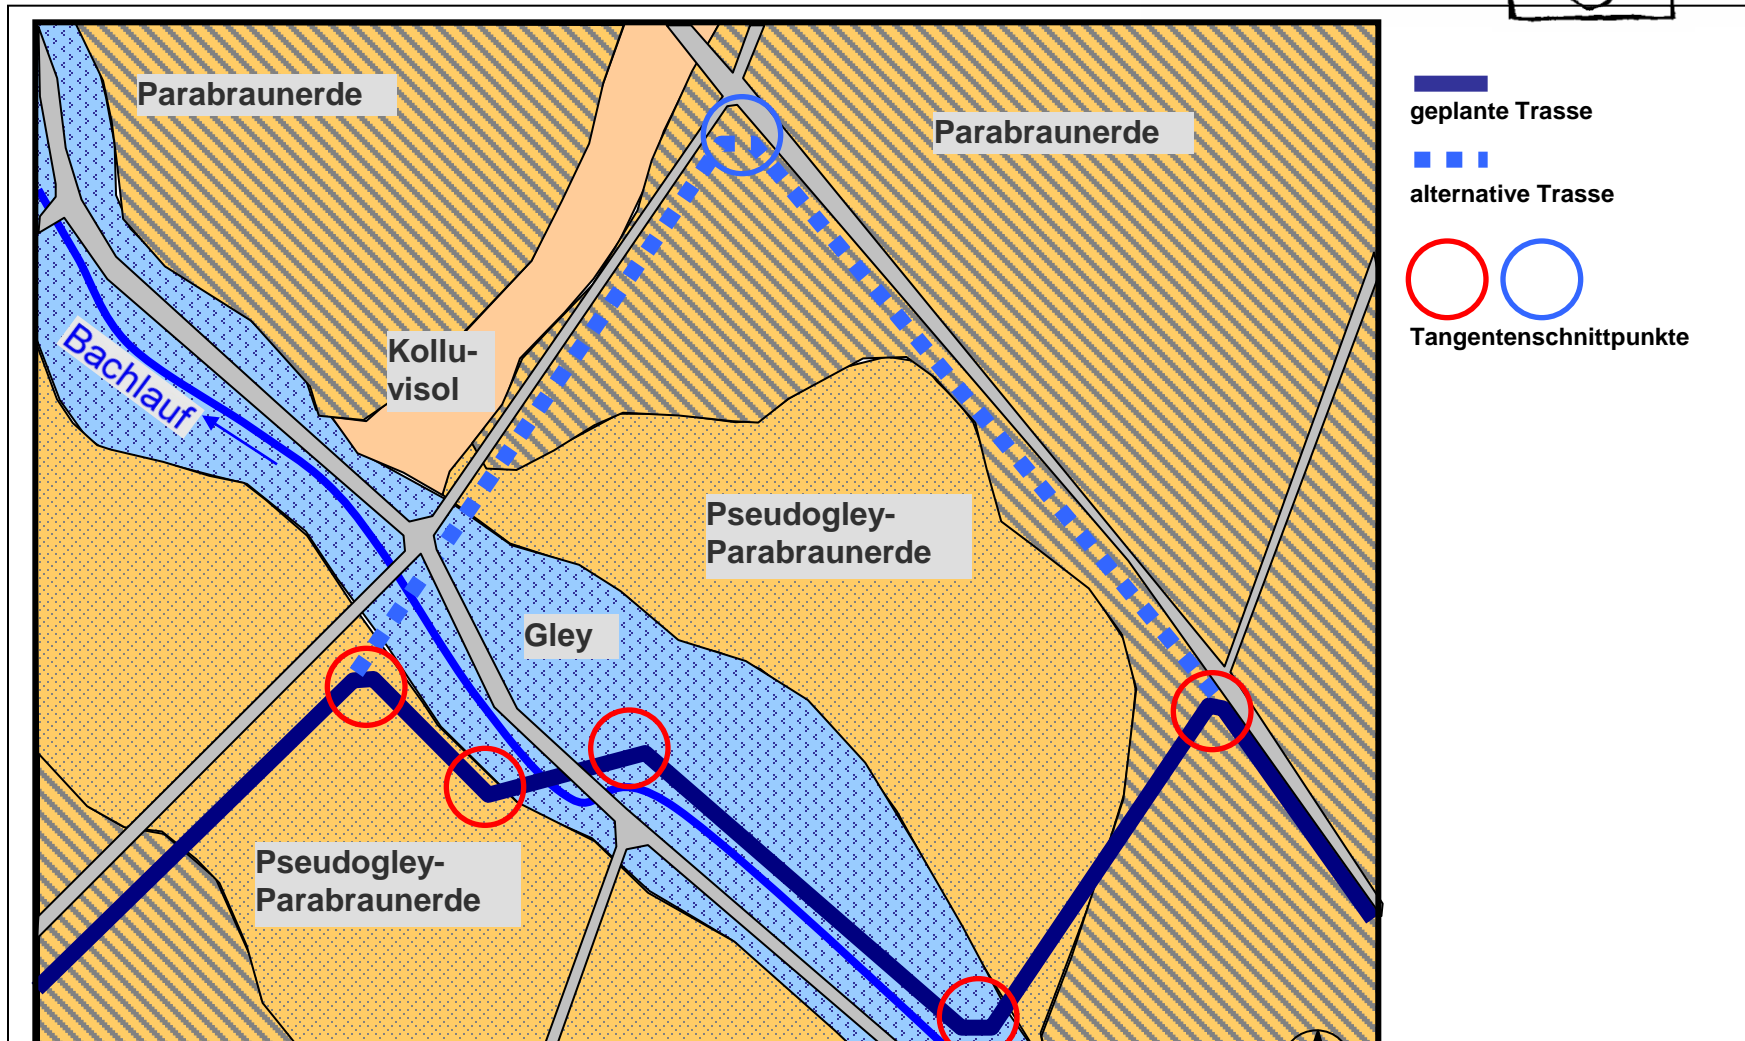 Parabraunerde
Parabraunerde
Kollu-
visol
Bachlauf
Pseudogley-
Parabraunerde
Gley
Pseudogley-
Parabraunerde
geplante Trasse
alternative Trasse
Tangentenschnittpunkte